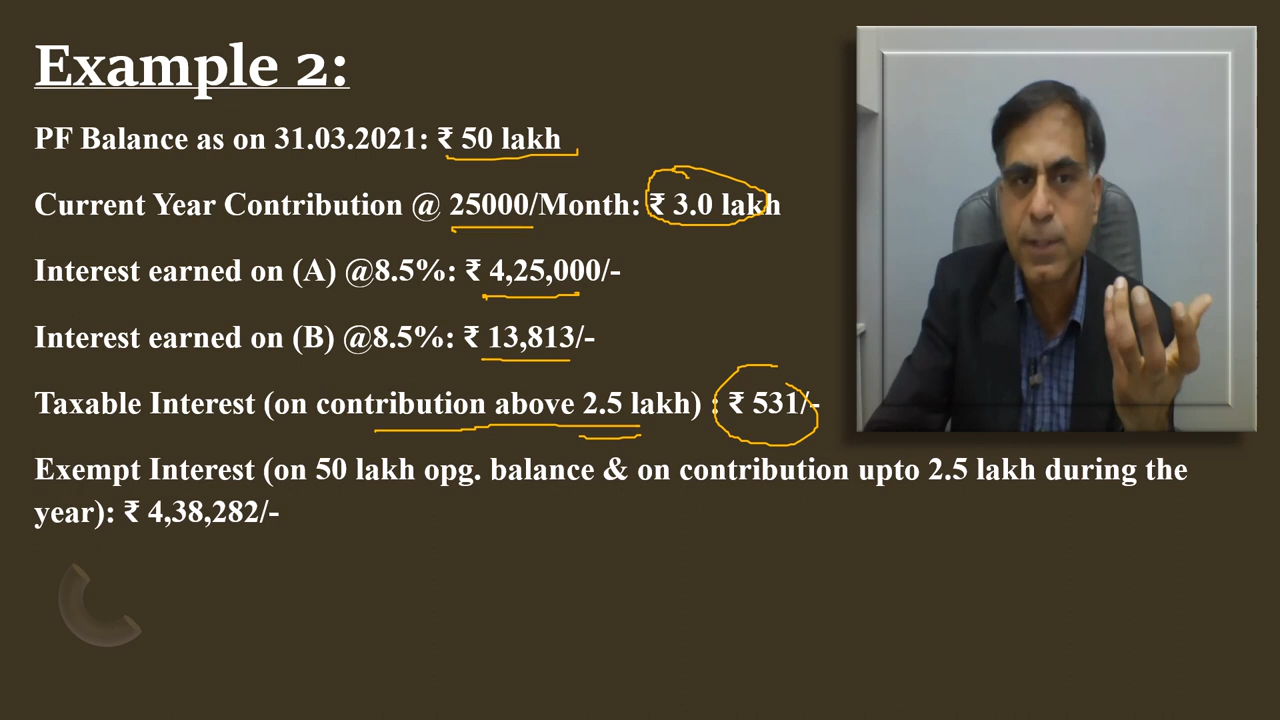 Example 2:
PF Balance as on 31.03.2021: ₹ 50 lakh
Current Year Contribution @ 25000/Month: ₹ 3.0 lakh
Interest earned on (A) @8.5%: ₹ 4,25,000/-
Interest earned on (B) @8.5%: ₹ 13,813/-
Taxable Interest (on contribution above 2.5 lakh) : ₹ 531/-
Exempt Interest (on 50 lakh opg. balance & on contribution upto 2.5 lakh during the
year): ₹ 4,38,282/-